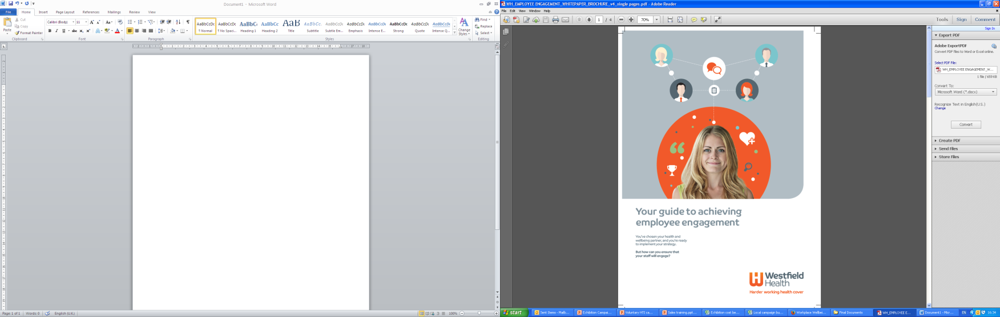 Document1 - Microsoft Word
File Home Insert Page Layout References Mailings Review View
Cut
Copy
Paste
Format Painter
Clipboard
Calibri (Body) 11
Font
Paragraph
AaBbCcDc AaBbCcDc AaBbC AaBbCc AaB AaBbCc. AaBbCcDc AaBbCcDc AaBbCcDc AaBbCcDc AaBbCcDc AaBbCcDc
¶ Normal ¶ No Spaci... Heading 1 Heading 2 Title Subtitle Subtle Em... Emphasis Intense E... Strong Quote Intense Q...
Styles
Change
Styles
Find
Replace
Select
Editing
Page: 1 of 1 Words: 0 English (U.K.) 100%
WH_EMPLOYEE ENGAGEMENT_WHITEPAPER_BROCHURE_v4_single pages.pdf - Adobe Reader
File Edit View Window Help
1 / 4 70% Tools Sign Comment
Your guide to achieving
employee engagement
You've chosen your health and
wellbeing partner, and you're ready
to implement your strategy.
But how can you ensure that
your staff will engage?
Westfield
Health
Harder working health cover
Sign In
Export PDF
Adobe ExportPDF
Convert PDF files to Word or Excel online.
Select PDF File:
WH_EMPLOYEE ENGAGEMENT_W...
1 file / 659 KB
Convert To:
Microsoft Word (*.docx)
Recognize Text in English(U.S.)
Change
Convert
Create PDF
Send Files
Store Files
start Sent Items - Mailb... Exhibition Campai... Voluntary HTI ca... Sales training.ppt... Exhibition cost be... Local campaign bu... Workplace Wellbei... Final Documents WH_EMPLOYEE E... Document1 - Micr... EN 16:34